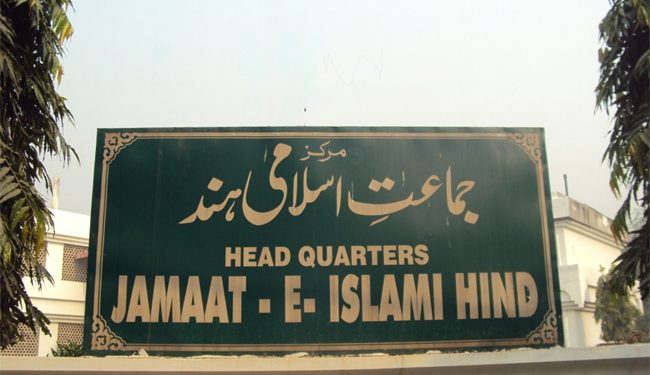 مرکز
جماعتِ اسلامی ہند
HEAD QUARTERS
JAMAAT - E- ISLAMI HIND